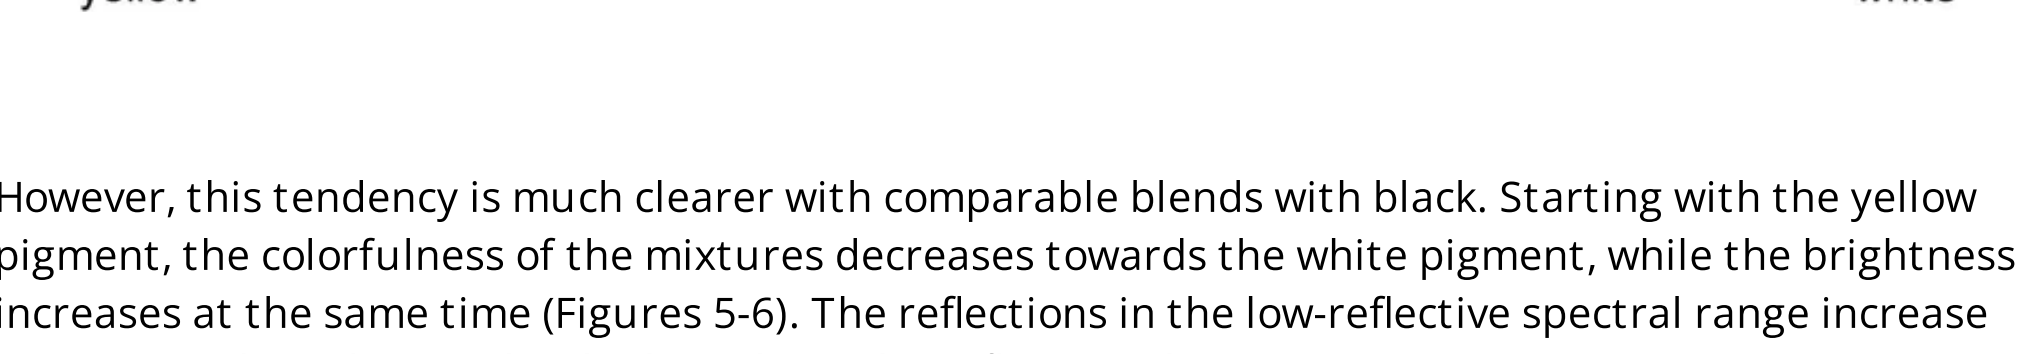 yellow white
However, this tendency is much clearer with comparable blends with black. Starting with the yellow
pigment, the colorfulness of the mixtures decreases towards the white pigment, while the brightness
increases at the same time (Figures 5-6). The reflections in the low-reflective spectral range increase